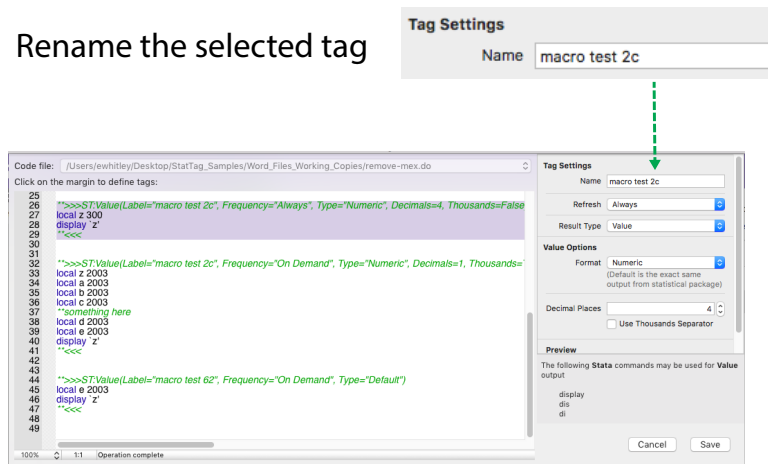 Rename the selected tag
Tag Settings
Name macro test 2c
Code file: /Users/ewhitley/Desktop/StatTag_Samples/Word_Files_Working_Copies/remove-mex.do
Click on the margin to define tags:
25
26 **>>>ST:Value(Label="macro test 2c", Frequency="Always", Type="Numeric", Decimals=4, Thousands=False
27 local z 300
28 display `z'
29 **<<<
30
31
32 **>>>ST:Value(Label="macro test 2c", Frequency="On Demand", Type="Numeric", Decimals=1, Thousands=
33 local z 2003
34 local a 2003
35 local b 2003
36 local c 2003
37 **something here
38 local d 2003
39 local e 2003
40 display `z'
41 **<<<
42
43
44 **>>>ST:Value(Label="macro test 62", Frequency="On Demand", Type="Default")
45 local e 2003
46 display `z'
47 **<<<
48
49
100% 1:1 Operation complete
Tag Settings
Name macro test 2c
Refresh Always
Result Type Value
Value Options
Format Numeric
(Default is the exact same
output from statistical package)
Decimal Places 4
Use Thousands Separator
Preview
The following Stata commands may be used for Value
output
display
dis
di
Cancel Save